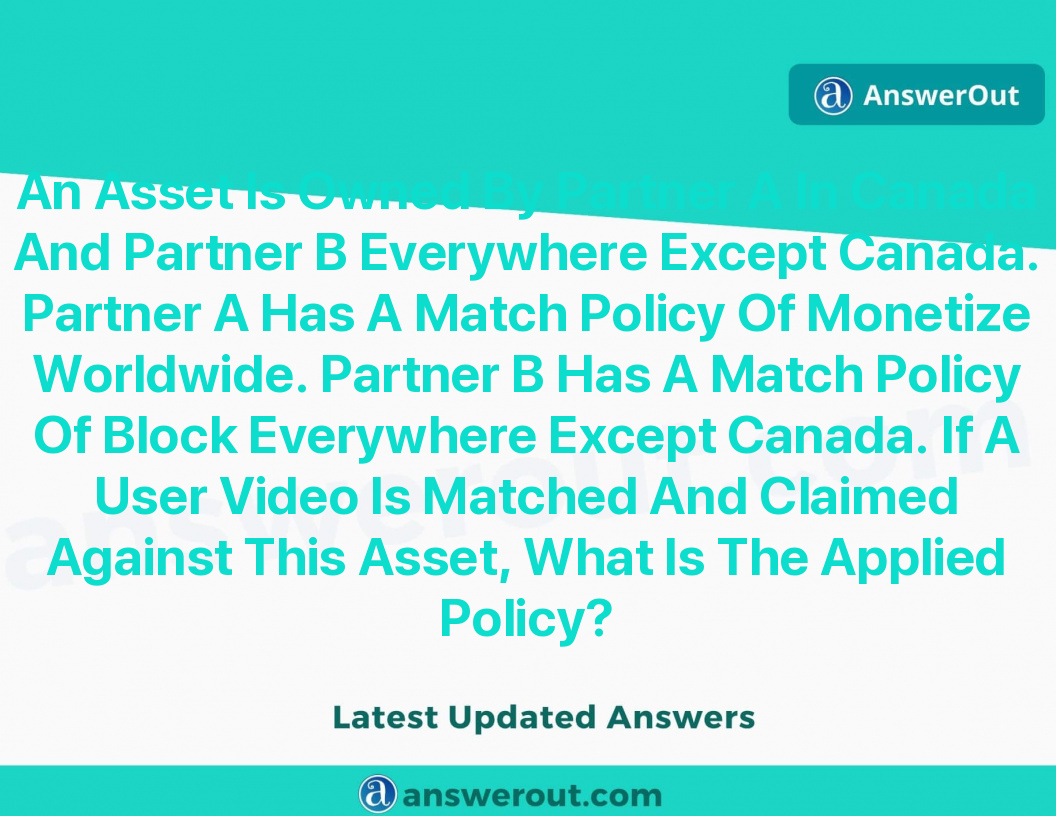 AnswerOut
An Asset Is Owned By Partner A In Canada
And Partner B Everywhere Except Canada.
Partner A Has A Match Policy Of Monetize
Worldwide. Partner B Has A Match Policy
Of Block Everywhere Except Canada. If A
User Video Is Matched And Claimed
Against This Asset, What Is The Applied
Policy?
answerout.com
Latest Updated Answers
answerout.com